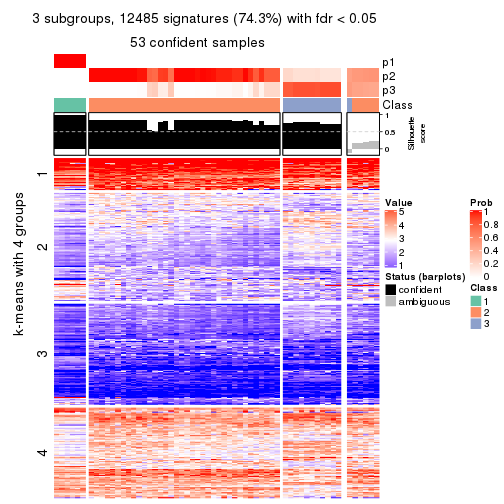 3 subgroups, 12485 signatures (74.3%) with fdr < 0.05
53 confident samples
p1
p2
p3
Class
1
0.5
0
Silhouette
score
k-means with 4 groups
1
2
3
4
Value
5
4
3
2
1
Status (barplots)
confident
ambiguous
Prob
1
0.8
0.6
0.4
0.2
0
Class
1
2
3